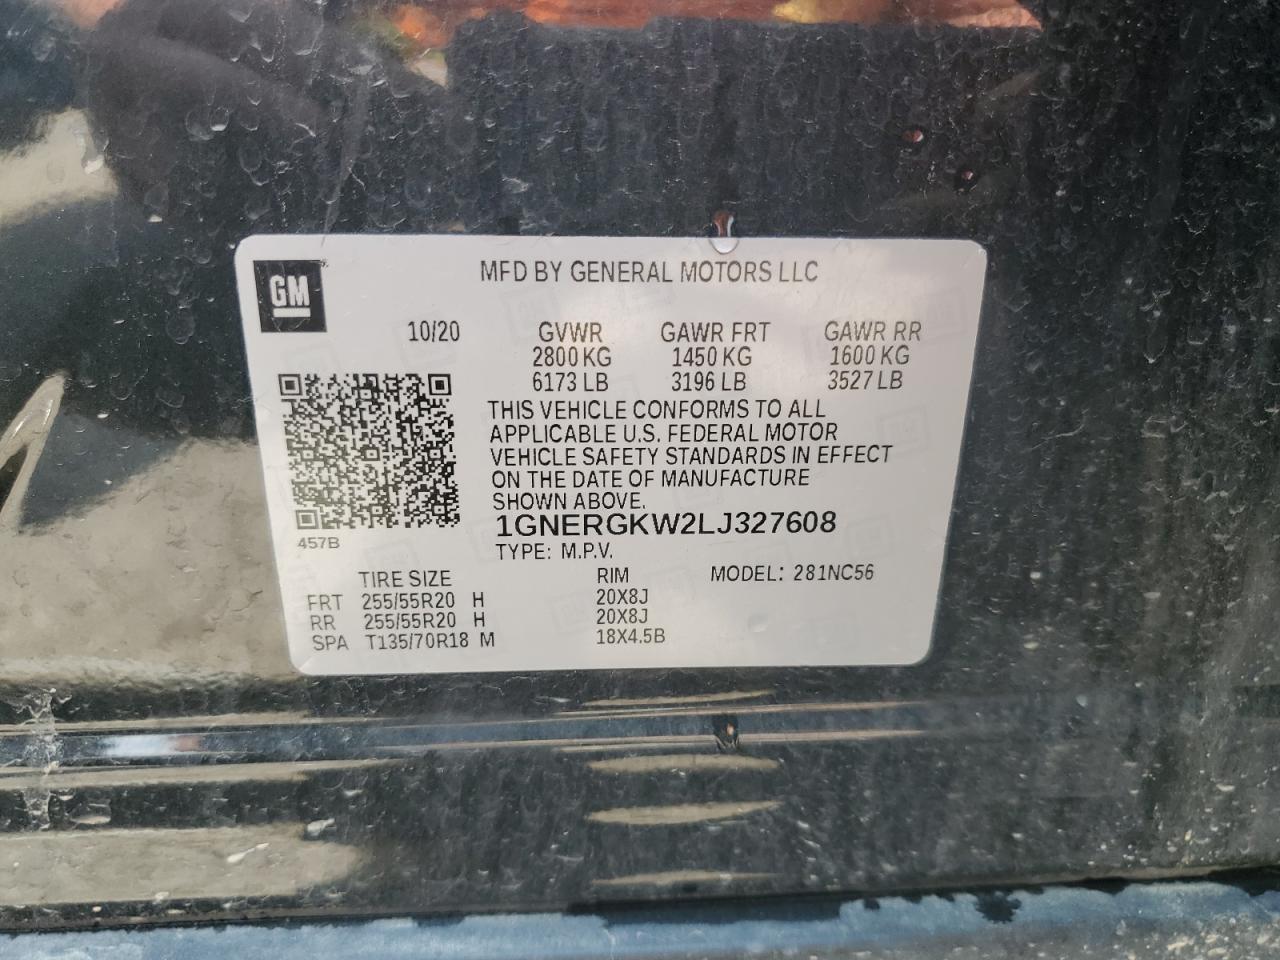 GM
MFD BY GENERAL MOTORS LLC
10/20 GVWR GAWR FRT GAWR RR
2800 KG 1450 KG 1600 KG
6173 LB 3196 LB 3527 LB
THIS VEHICLE CONFORMS TO ALL
APPLICABLE U.S. FEDERAL MOTOR
VEHICLE SAFETY STANDARDS IN EFFECT
ON THE DATE OF MANUFACTURE
SHOWN ABOVE.
1GNERGKW2LJ327608
457B
TYPE: M.P.V.
TIRE SIZE RIM MODEL: 281NC56
FRT 255/55R20 H 20X8J
RR 255/55R20 H 20X8J
SPA T135/70R18 M 18X4.5B